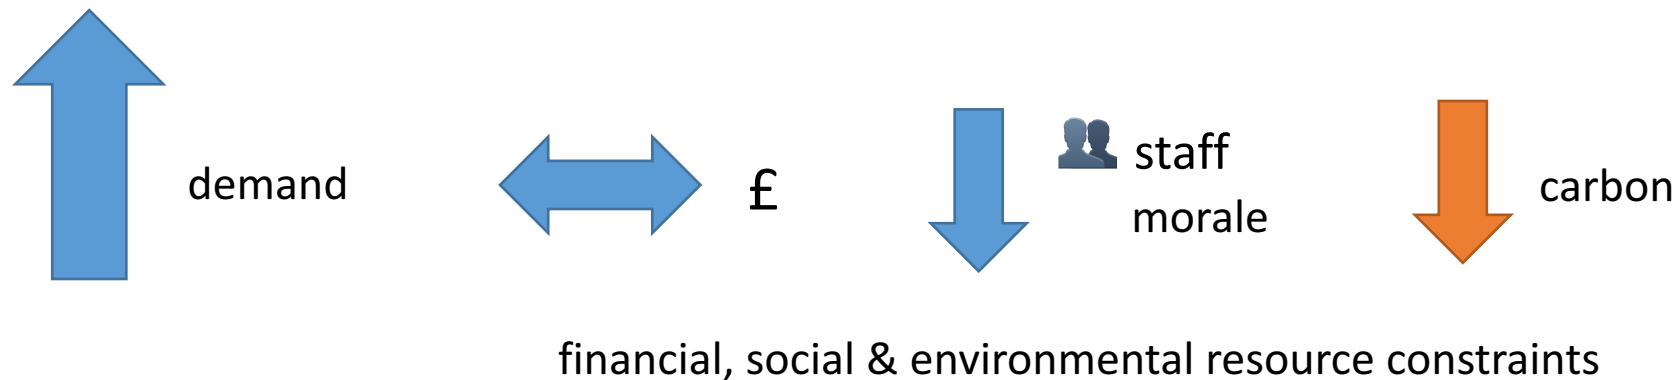 demand
£
staff
morale
carbon
financial, social & environmental resource constraints